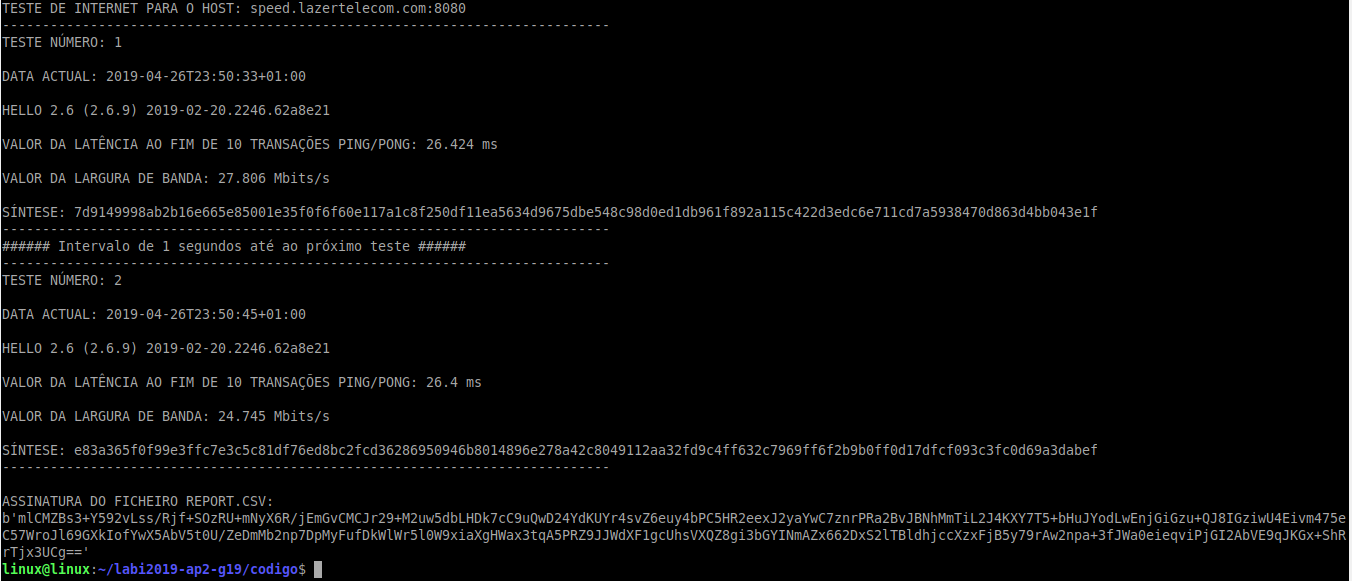 TESTE DE INTERNET PARA O HOST: speed.lazertelecom.com:8080
----------------------------------------------------------------------------
TESTE NÚMERO: 1
DATA ACTUAL: 2019-04-26T23:50:33+01:00
HELLO 2.6 (2.6.9) 2019-02-20.2246.62a8e21
VALOR DA LATÊNCIA AO FIM DE 10 TRANSAÇÕES PING/PONG: 26.424 ms
VALOR DA LARGURA DE BANDA: 27.806 Mbits/s
SÍNTESE: 7d9149998ab2b16e665e85001e35f0f6f60e117a1c8f250df11ea5634d9675dbe548c98d0ed1db961f892a115c422d3edc6e711cd7a5938470d863d4bb043e1f
----------------------------------------------------------------------------
###### Intervalo de 1 segundos até ao próximo teste ######
----------------------------------------------------------------------------
TESTE NÚMERO: 2
DATA ACTUAL: 2019-04-26T23:50:45+01:00
HELLO 2.6 (2.6.9) 2019-02-20.2246.62a8e21
VALOR DA LATÊNCIA AO FIM DE 10 TRANSAÇÕES PING/PONG: 26.4 ms
VALOR DA LARGURA DE BANDA: 24.745 Mbits/s
SÍNTESE: e83a365f0f99e3ffc7e3c5c81df76ed8bc2fcd36286950946b8014896e278a42c8049112aa32fd9c4ff632c7969ff6f2b9b0ff0d17dfcf093c3fc0d69a3dabef
----------------------------------------------------------------------------
ASSINATURA DO FICHEIRO REPORT.CSV:
b'mlCMZBs3+Y592vLss/Rjf+SOzRU+mNyX6R/jEmGvCMCJr29+M2uw5dbLHDk7cC9uQwD24YdKUYr4svZ6euy4bPC5HR2eexJ2yaYwC7znrPRa2BvJBNhMmTiL2J4KXY7T5+bHuJYodLwEnjGiGzu+QJ8IGziwU4Eivm475e
C57WroJl69GXkIofYwX5AbV5t0U/ZeDmMb2np7DpMyFufDkWlWr5l0W9xiaXgHWax3tqA5PRZ9JJWdXF1gcUhsVXQZ8gi3bGYINmAZx662DxS2lTBldhjccXzxFjB5y79rAw2npa+3fJWa0eieqviPjGI2AbVE9qJKGx+ShR
rTjx3UCg=='
linux@linux:~/labi2019-ap2-g19/codigo$